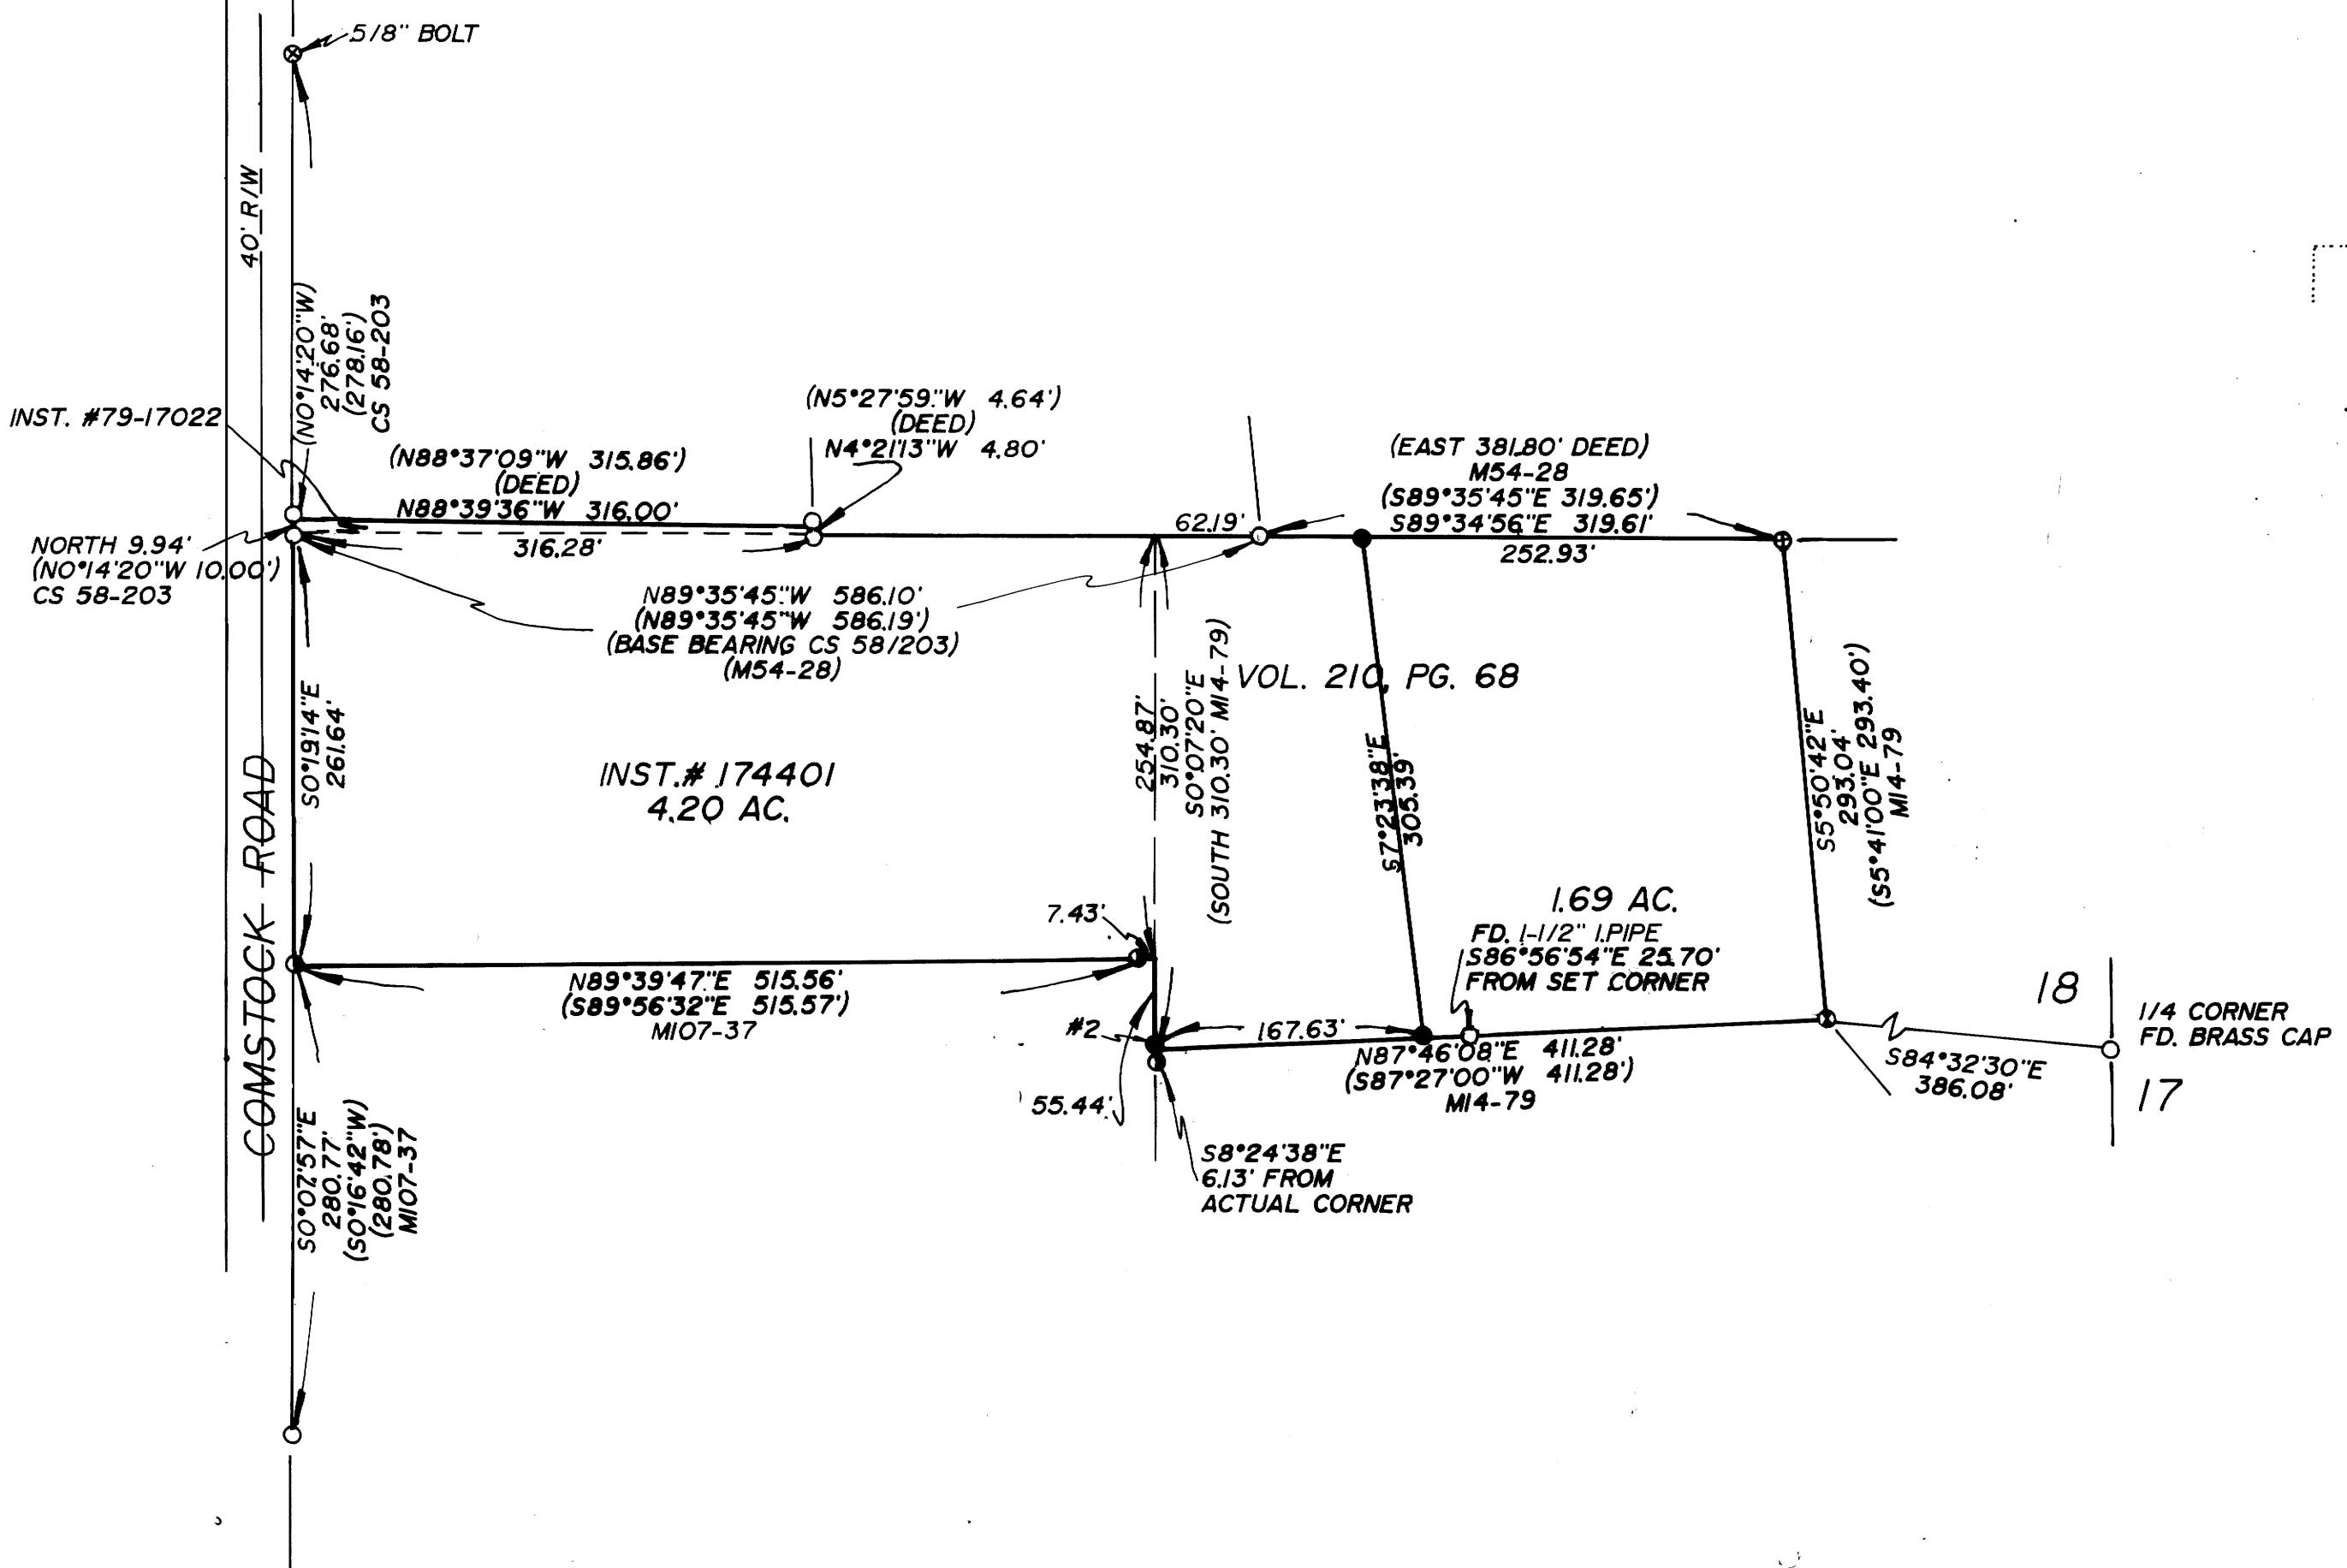 5/8" BOLT
40' R/W
(N0°14'20"W)
276.68'
(278.16')
CS 58-203
INST. #79-17022
(N88°37'09"W 315.86')
(DEED)
N88°39'36"W 316.00'
(N5°27'59"W 4.64')
(DEED)
N4°21'13"W 4.80'
(EAST 381.80' DEED)
M54-28
(S89°35'45"E 319.65')
S89°34'56"E 319.61'
252.93'
62.19'
316.28'
NORTH 9.94'
(N0°14'20"W 10.00')
CS 58-203
N89°35'45"W 586.10'
(N89°35'45"W 586.19')
(BASE BEARING CS 58/203)
(M54-28)
S0°19'14"E
261.64'
VOL. 210, PG. 68
254.87'
310.30'
S0°07'20"E
(SOUTH 310.30' M14-79)
S7°23'38"E
305.39'
S5°50'42"E
293.04'
(S5°41'00"E 293.40')
M14-79
INST.# 174401
4.20 AC.
COMSTOCK ROAD
1.69 AC.
FD. 1-1/2" I.PIPE
S86°56'54"E 25.70'
FROM SET CORNER
7.43'
N89°39'47"E 515.56'
(S89°56'32"E 515.57')
M107-37
#2
167.63'
N87°46'08"E 411.28'
(S87°27'00"W 411.28')
M14-79
18
17
1/4 CORNER
FD. BRASS CAP
S84°32'30"E
386.08'
55.44'
S8°24'38"E
6.13' FROM
ACTUAL CORNER
S0°07'57"E
280.77'
(S0°16'42"W)
(280.78')
M107-37